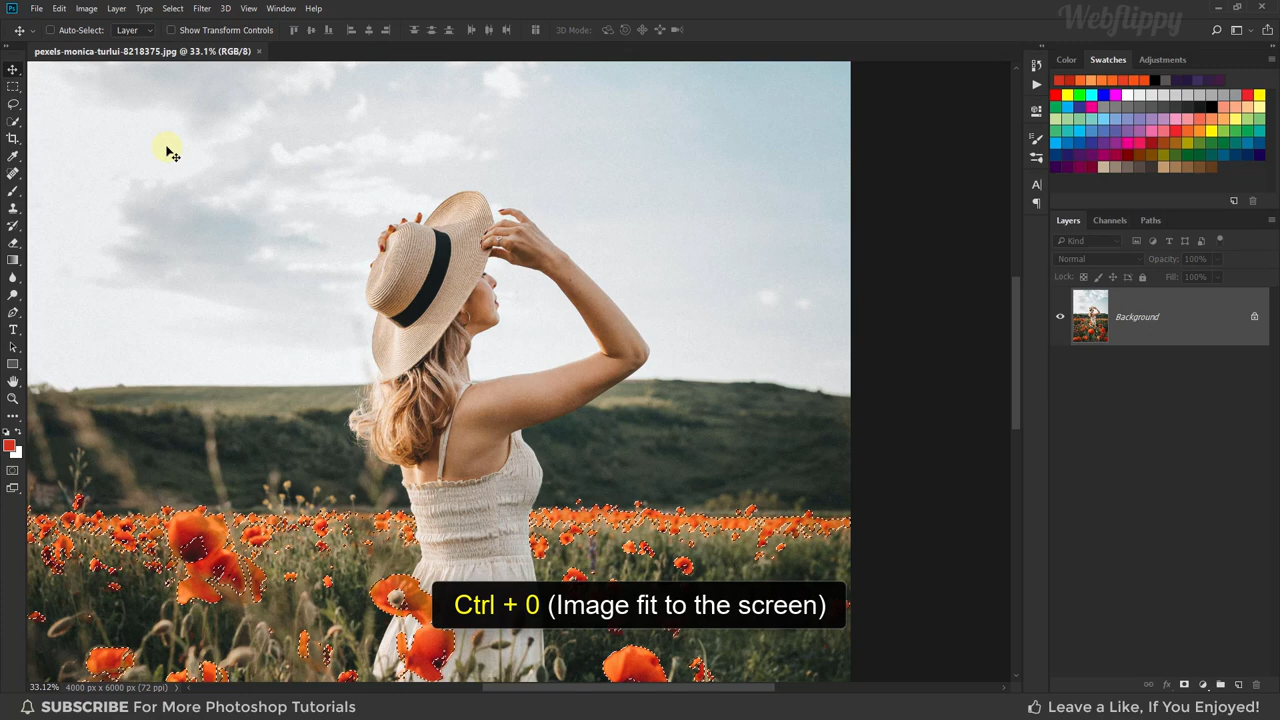 Ps File Edit Image Layer Type Select Filter 3D View Window Help
Webflippy
Auto-Select: Layer Show Transform Controls 3D Mode:
pexels-monica-turlui-8218375.jpg @ 33.1% (RGB/8) ×
Color Swatches Adjustments
Layers Channels Paths
Kind
Normal Opacity: 100%
Lock: Fill: 100%
Background
Ctrl + 0 (Image fit to the screen)
33.12% 4000 px x 6000 px (72 ppi)
SUBSCRIBE For More Photoshop Tutorials
Leave a Like, If You Enjoyed!